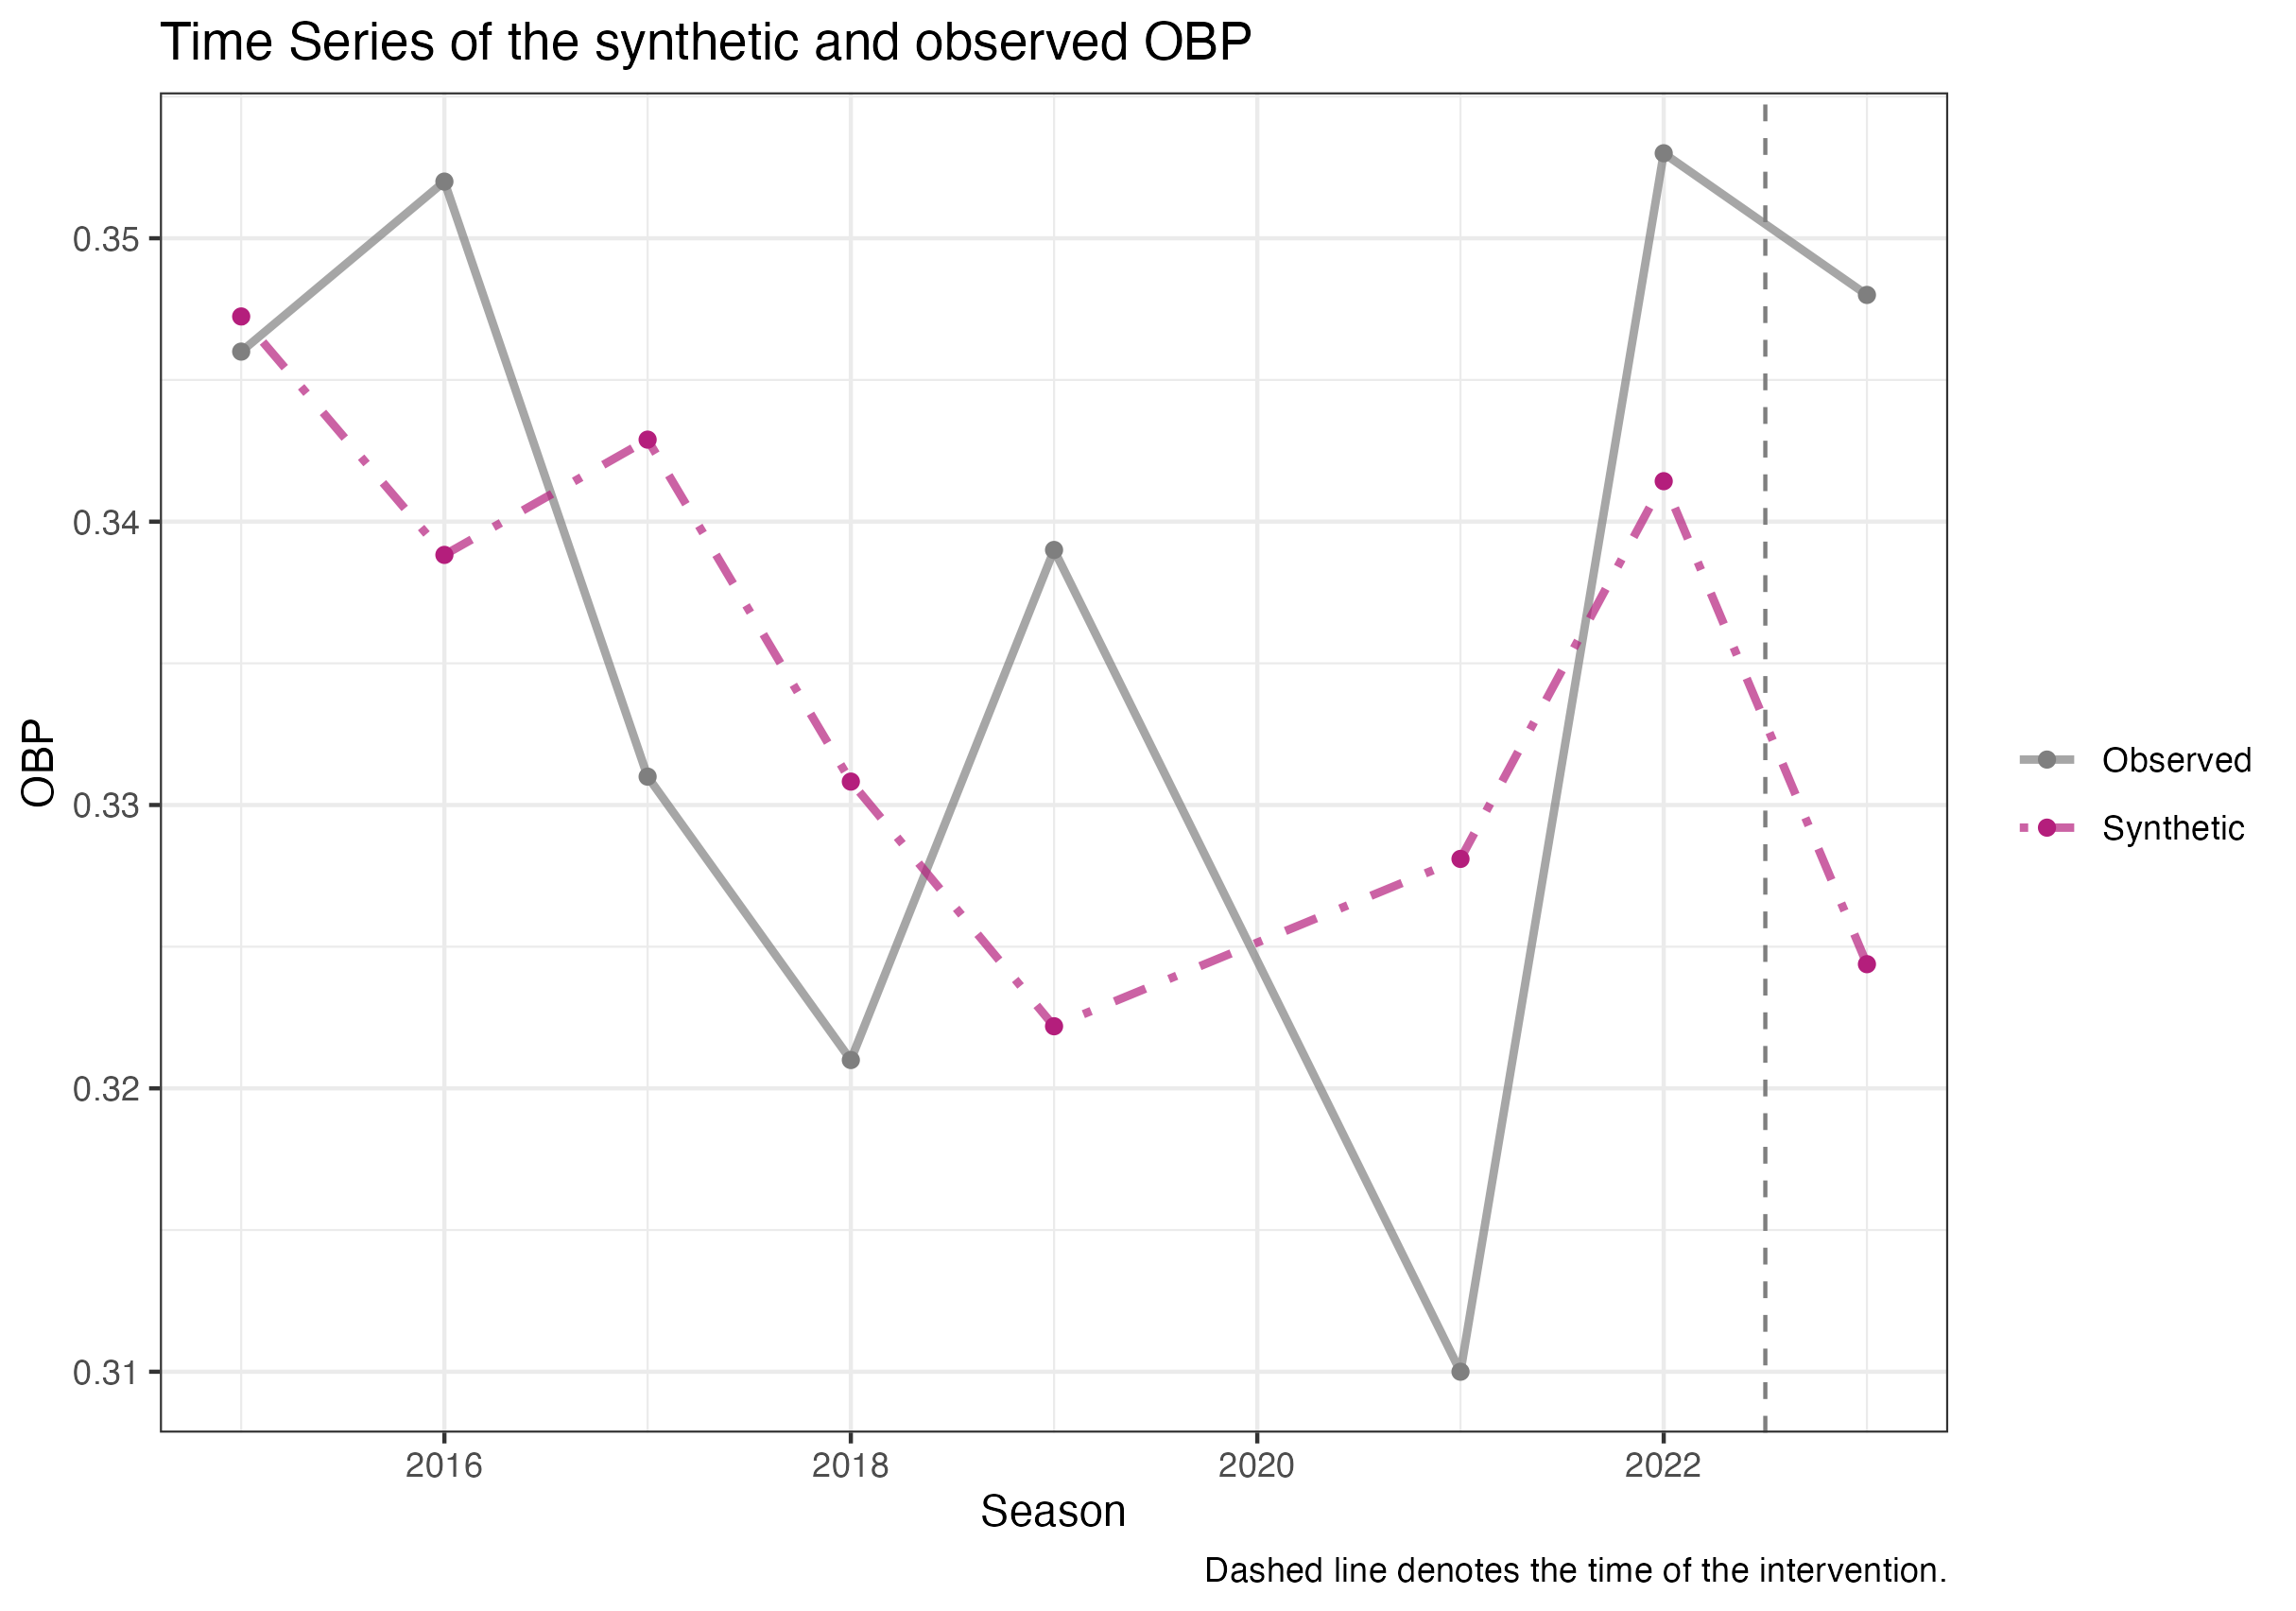 Time Series of the synthetic and observed OBP
OBP
0.35
0.34
0.33
0.32
0.31
2016 2018 2020 2022
Season
Observed
Synthetic
Dashed line denotes the time of the intervention.